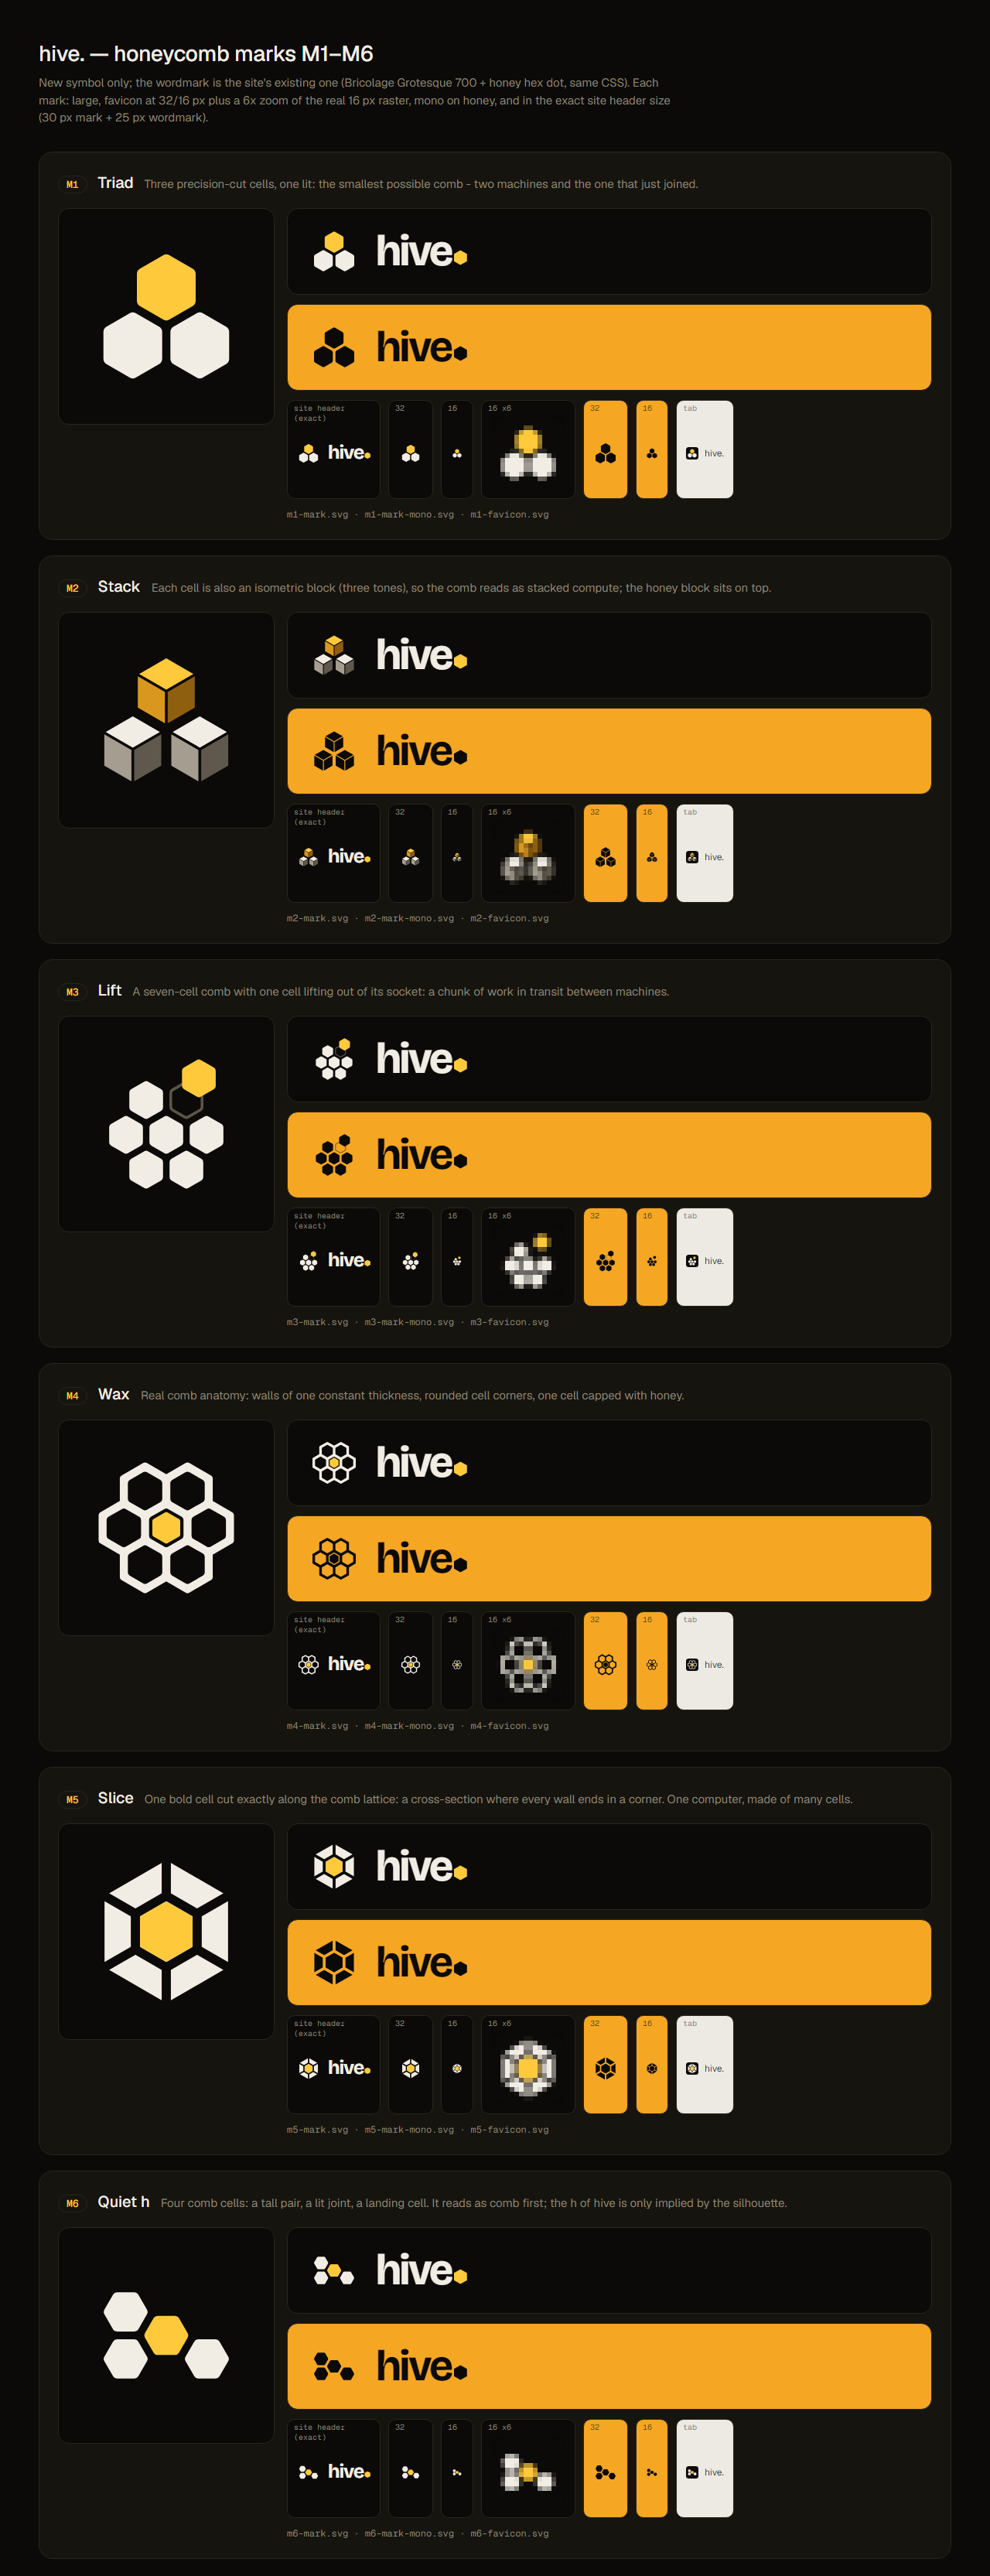 hive. — honeycomb marks M1–M6
New symbol only; the wordmark is the site's existing one (Bricolage Grotesque 700 + honey hex dot, same CSS). Each
mark: large, favicon at 32/16 px plus a 6x zoom of the real 16 px raster, mono on honey, and in the exact site header size
(30 px mark + 25 px wordmark).
M1 Triad Three precision-cut cells, one lit: the smallest possible comb - two machines and the one that just joined.
hive
hive
site header 32 16 16 x6 32 16 tab
(exact)
hive hive.
m1-mark.svg · m1-mark-mono.svg · m1-favicon.svg
M2 Stack Each cell is also an isometric block (three tones), so the comb reads as stacked compute; the honey block sits on top.
hive
hive
site header 32 16 16 x6 32 16 tab
(exact)
hive hive.
m2-mark.svg · m2-mark-mono.svg · m2-favicon.svg
M3 Lift A seven-cell comb with one cell lifting out of its socket: a chunk of work in transit between machines.
hive
hive
site header 32 16 16 x6 32 16 tab
(exact)
hive hive.
m3-mark.svg · m3-mark-mono.svg · m3-favicon.svg
M4 Wax Real comb anatomy: walls of one constant thickness, rounded cell corners, one cell capped with honey.
hive
hive
site header 32 16 16 x6 32 16 tab
(exact)
hive hive.
m4-mark.svg · m4-mark-mono.svg · m4-favicon.svg
M5 Slice One bold cell cut exactly along the comb lattice: a cross-section where every wall ends in a corner. One computer, made of many cells.
hive
hive
site header 32 16 16 x6 32 16 tab
(exact)
hive hive.
m5-mark.svg · m5-mark-mono.svg · m5-favicon.svg
M6 Quiet h Four comb cells: a tall pair, a lit joint, a landing cell. It reads as comb first; the h of hive is only implied by the silhouette.
hive
hive
site header 32 16 16 x6 32 16 tab
(exact)
hive hive.
m6-mark.svg · m6-mark-mono.svg · m6-favicon.svg